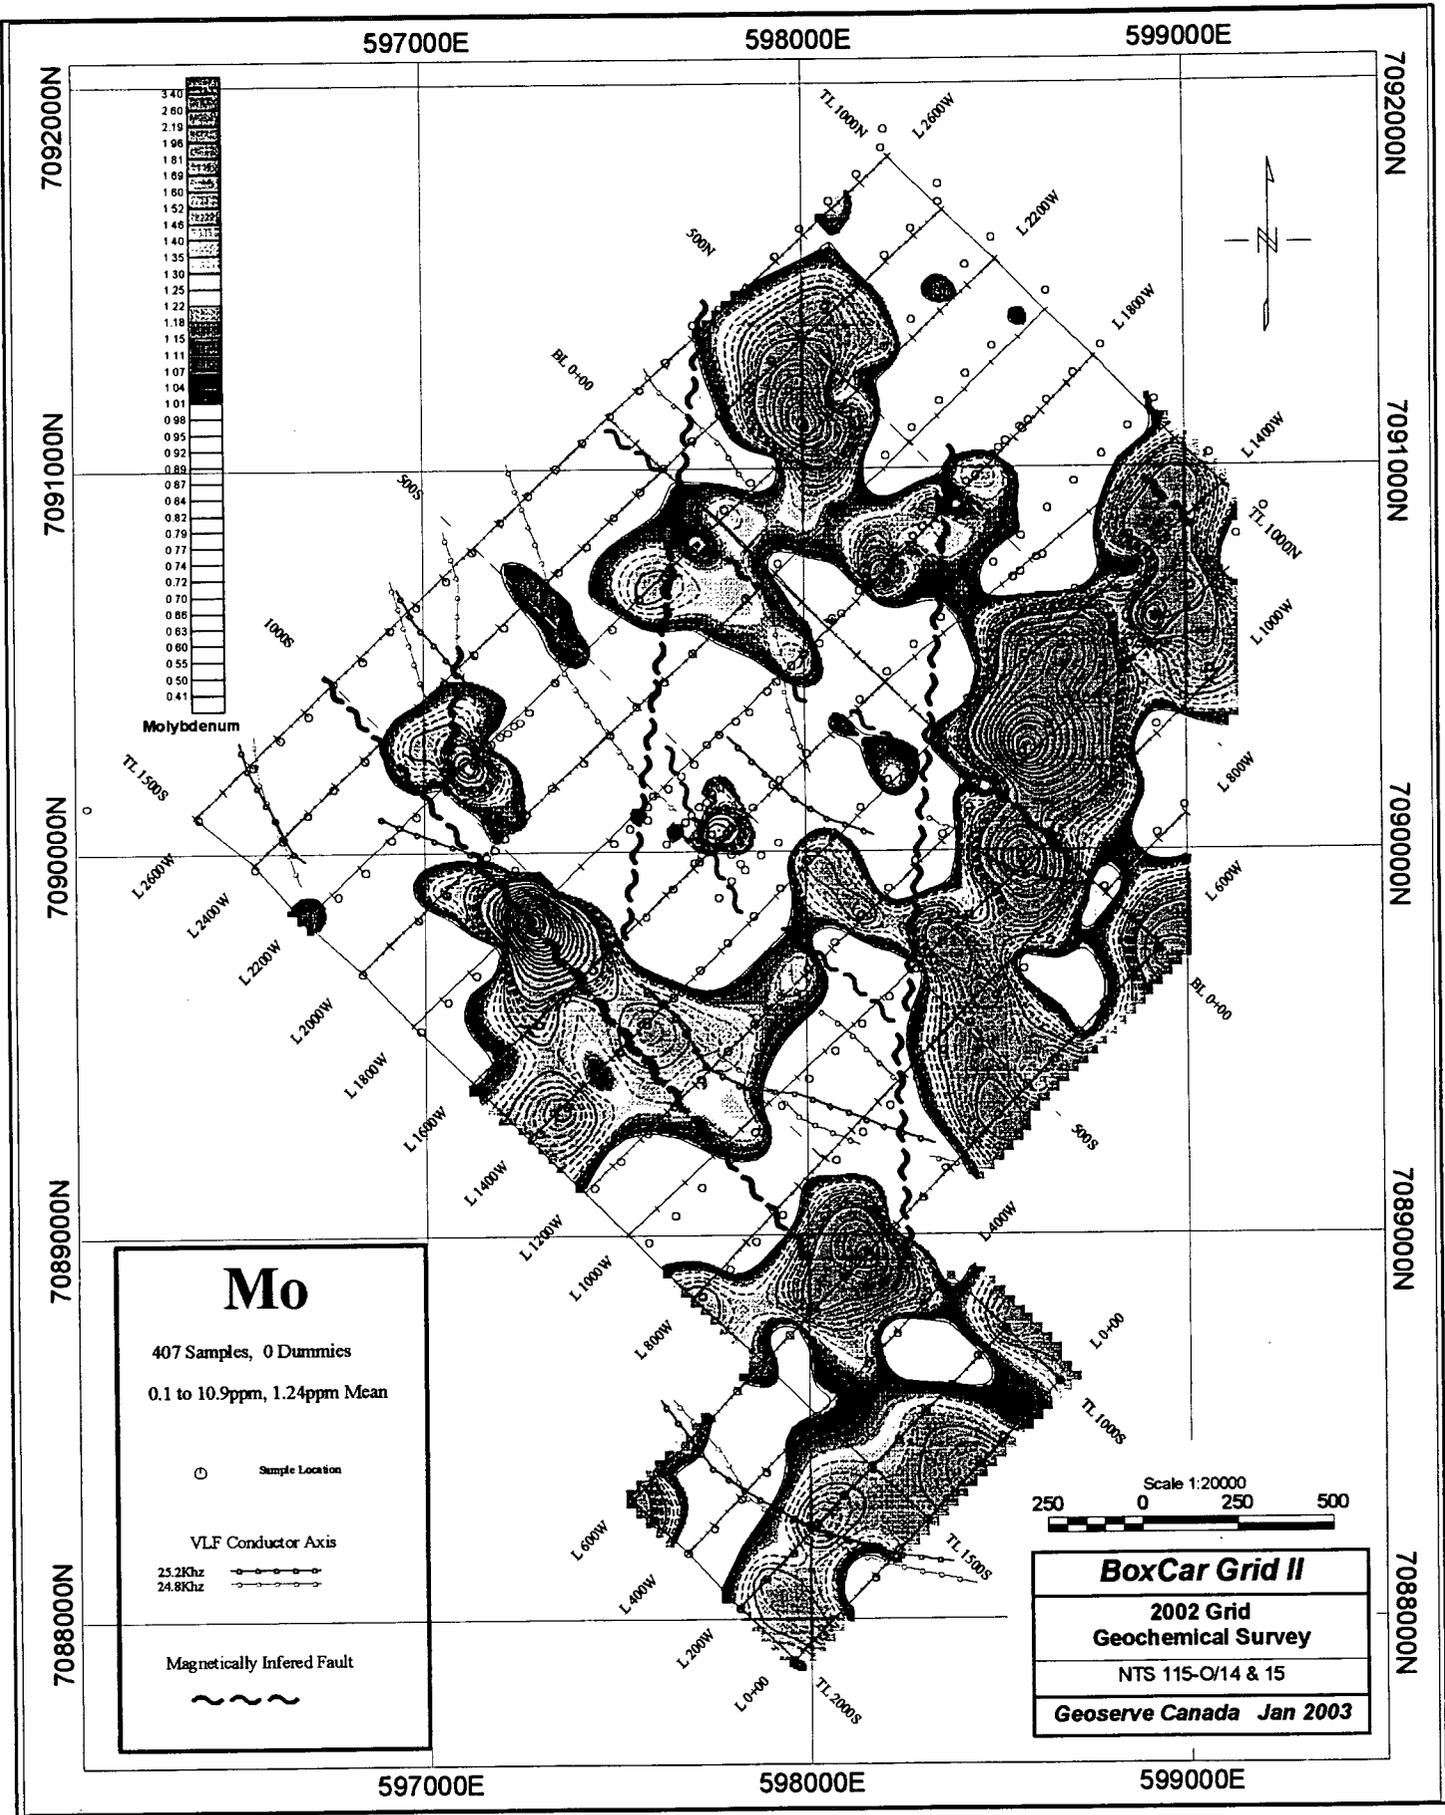 597000E
598000E
599000E
7092000N
7092000N
3.40
2.60
2.19
1.96
1.81
1.69
1.60
1.52
1.46
1.40
1.35
1.30
1.25
1.22
1.18
1.15
1.11
1.07
1.04
1.01
0.98
0.95
0.92
0.89
0.87
0.84
0.82
0.79
0.77
0.74
0.72
0.70
0.63
0.60
0.55
0.50
0.41
Molybdenum
TL 1000N
L 2600W
L 2200W
500N
N
L 1800W
BL 0+00
L 1400W
7091000N
7091000N
500S
TL 1000N
L 1000W
1000S
L 800W
TL 1500S
7090000N
7090000N
L 2600W
L 600W
L 2400W
L 2200W
BL 0+00
L 2000W
L 1800W
L 1600W
500S
L 1400W
L 1200W
L 400W
7089000N
7089000N
L 1000W
L 800W
L 0+00
TL 1000S
L 600W
TL 1500S
L 400W
L 200W
L 0+00
TL 2000S
7088000N
7088000N
Mo
407 Samples, 0 Dummies
0.1 to 10.9ppm, 1.24ppm Mean
Sample Location
VLF Conductor Axis
25.2Khz
24.8Khz
Magnetically Infered Fault
Scale 1:20000
250 0 250 500
BoxCar Grid II
2002 Grid
Geochemical Survey
NTS 115-O/14 & 15
Geoserve Canada Jan 2003
597000E
598000E
599000E